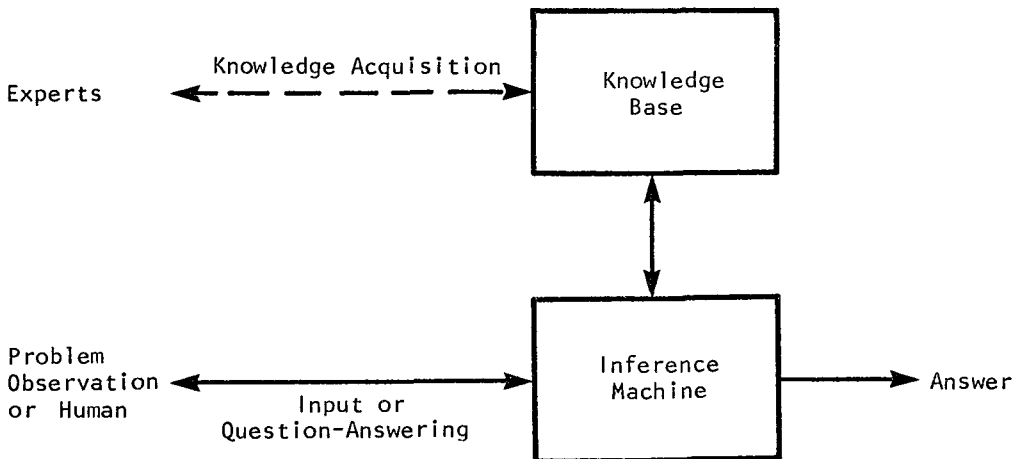 Knowledge Acquisition
Experts
Knowledge
Base
Problem
Observation
or Human
Input or
Question-Answering
Inference
Machine
Answer